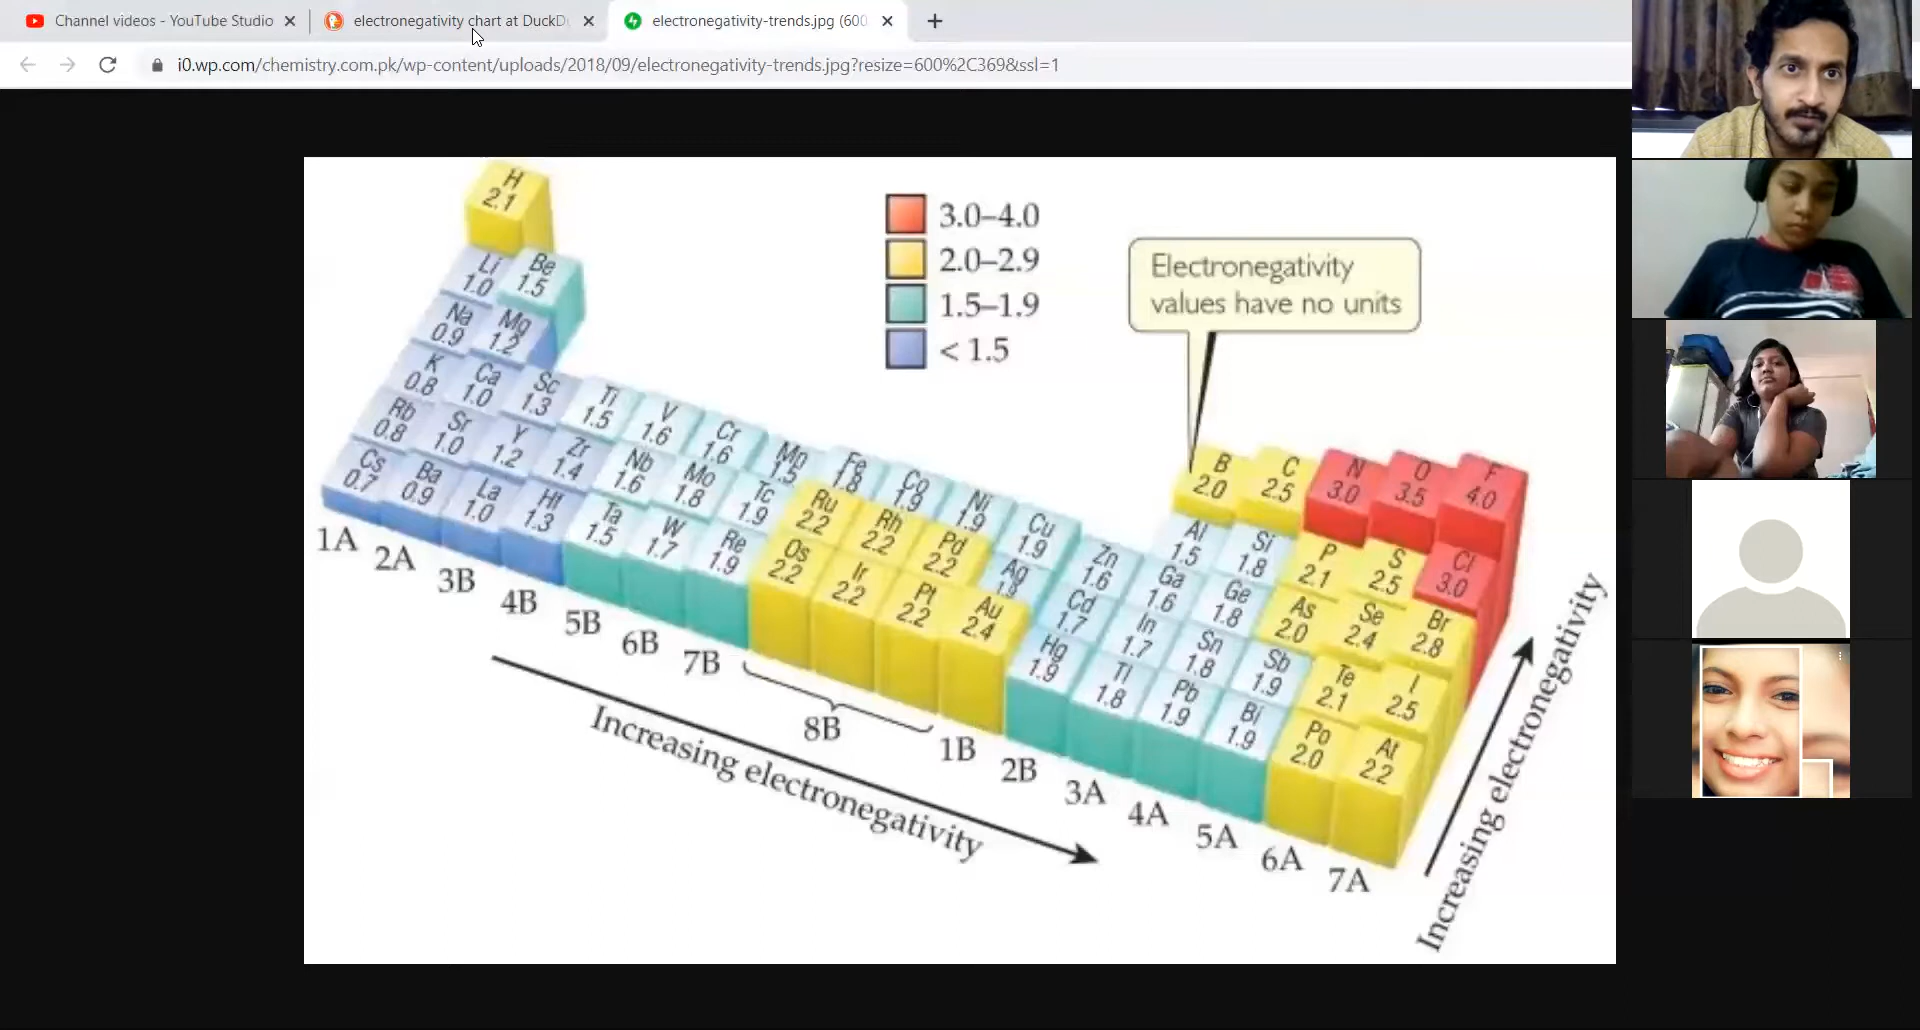 Channel videos - YouTube Studio
electronegativity chart at DuckD
electronegativity-trends.jpg (600
i0.wp.com/chemistry.com.pk/wp-content/uploads/2018/09/electronegativity-trends.jpg?resize=600%2C369&ssl=1
3.0–4.0
2.0–2.9
1.5–1.9
< 1.5
Electronegativity
values have no units
H
2.1
Li
1.0
Be
1.5
Na
0.9
Mg
1.2
K
0.8
Ca
1.0
Sc
1.3
Ti
1.5
V
1.6
Cr
1.6
Mn
1.5
Fe
1.8
Co
1.9
Ni
1.9
Cu
1.9
Zn
1.6
Ga
1.6
Ge
1.8
As
2.0
Se
2.4
Br
2.8
B
2.0
C
2.5
N
3.0
O
3.5
F
4.0
Al
1.5
Si
1.8
P
2.1
S
2.5
Cl
3.0
Rb
0.8
Sr
1.0
Y
1.2
Zr
1.4
Nb
1.6
Mo
1.8
Tc
1.9
Ru
2.2
Rh
2.2
Pd
2.2
Ag
1.9
Cd
1.7
In
1.7
Sn
1.8
Sb
1.9
Te
2.1
I
2.5
Cs
0.7
Ba
0.9
La
1.0
Hf
1.3
Ta
1.5
W
1.7
Re
1.9
Os
2.2
Ir
2.2
Pt
2.2
Au
2.4
Hg
1.9
Tl
1.8
Pb
1.9
Bi
1.9
Po
2.0
At
2.2
1A
2A
3B
4B
5B
6B
7B
8B
1B
2B
3A
4A
5A
6A
7A
Increasing electronegativity
Increasing electronegativity